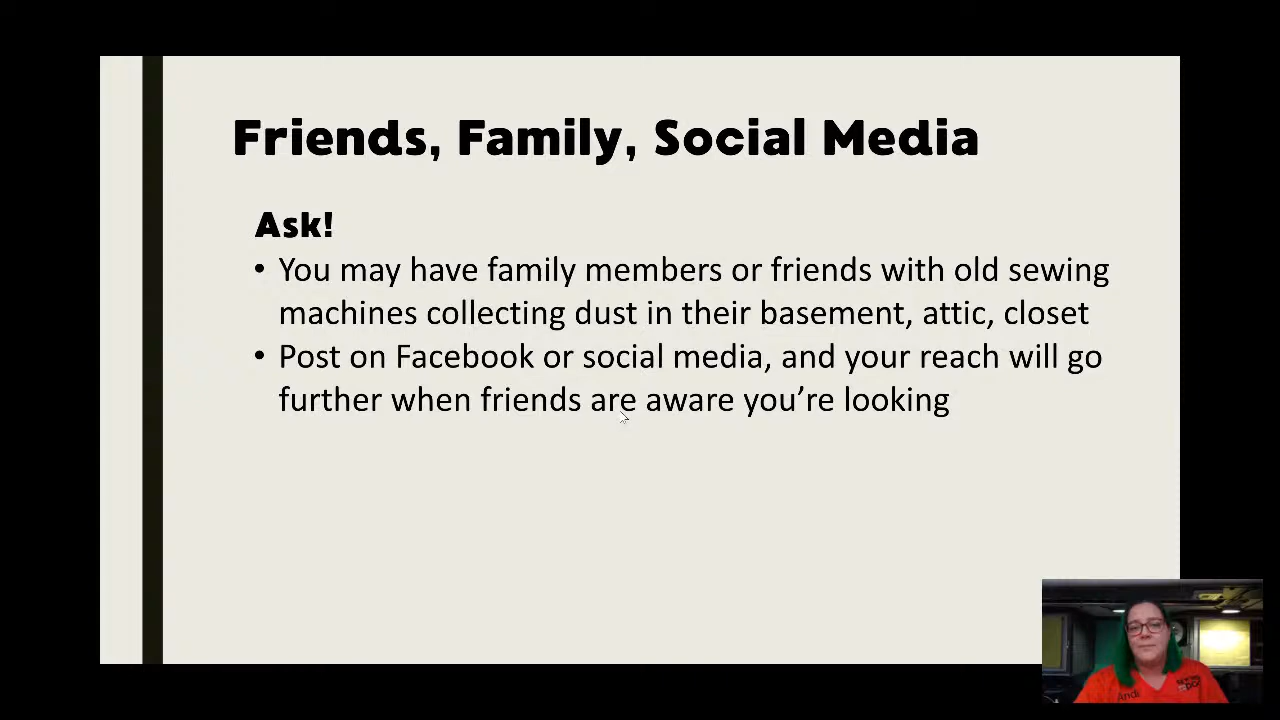 Friends, Family, Social Media
Ask!
• You may have family members or friends with old sewing
machines collecting dust in their basement, attic, closet
• Post on Facebook or social media, and your reach will go
further when friends are aware you’re looking
Andi